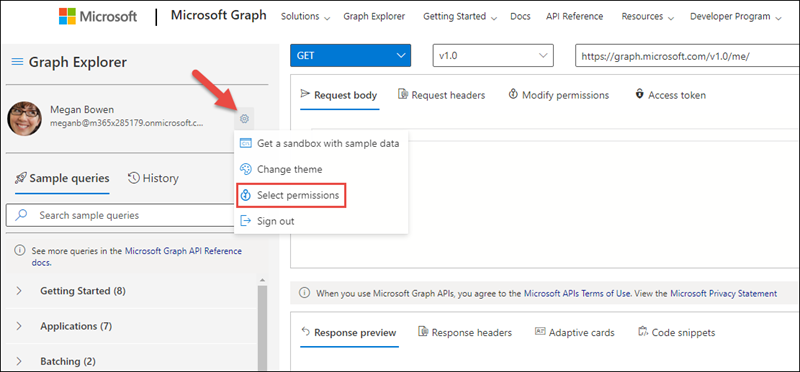 Microsoft | Microsoft Graph Solutions Graph Explorer Getting Started Docs API Reference Resources Developer Program
Graph Explorer
GET v1.0 https://graph.microsoft.com/v1.0/me/
Megan Bowen
meganb@m365x285179.onmicrosoft.c...
Request body Request headers Modify permissions Access token
Get a sandbox with sample data
Change theme
Select permissions
Sign out
Sample queries History
Search sample queries
See more queries in the Microsoft Graph API Reference
docs.
Getting Started (8)
Applications (7)
Batching (2)
When you use Microsoft Graph APIs, you agree to the Microsoft APIs Terms of Use. View the Microsoft Privacy Statement
Response preview Response headers Adaptive cards Code snippets